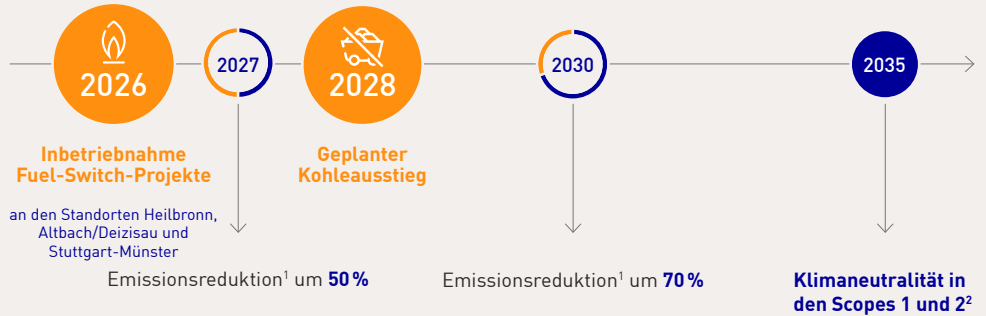 2026
2027
2028
2030
2035
Inbetriebnahme
Fuel-Switch-Projekte
an den Standorten Heilbronn,
Altbach/Deizisau und
Stuttgart-Münster
Geplanter
Kohleausstieg
Emissionsreduktion¹ um 50 %
Emissionsreduktion¹ um 70 %
Klimaneutralität in
den Scopes 1 und 2²